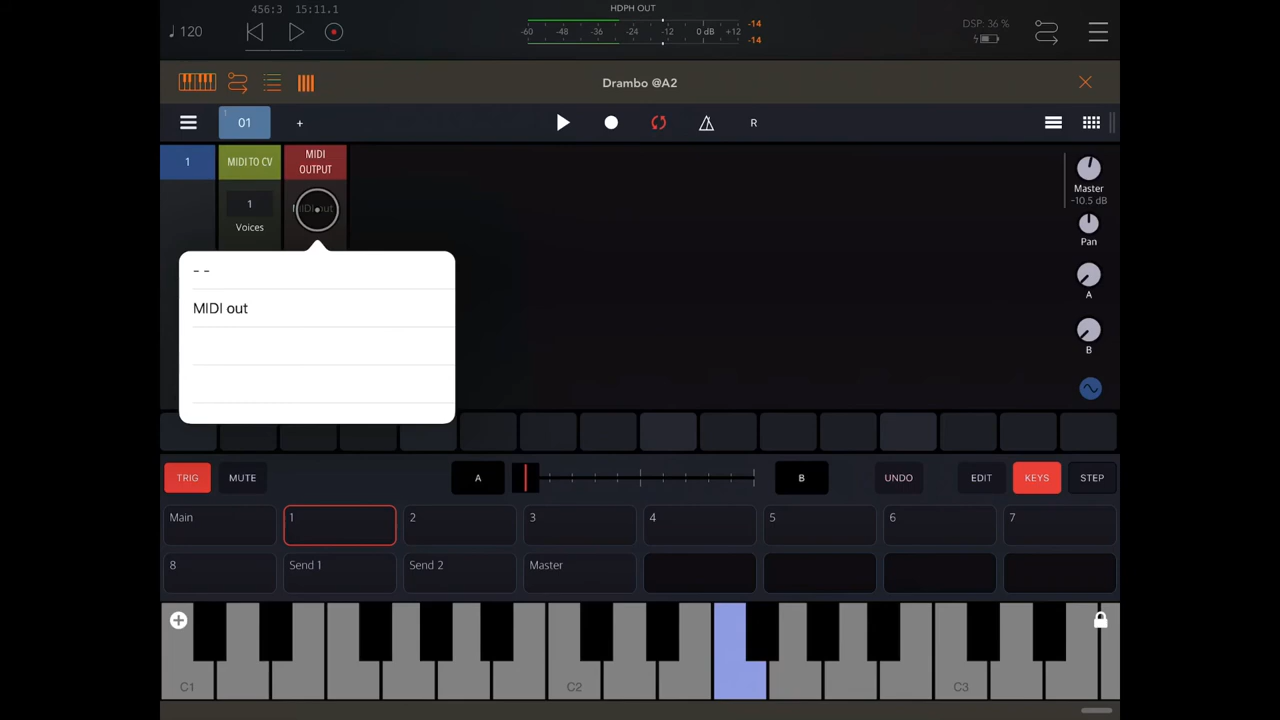 456:3 15:11.1
HDPH OUT
120
-60 -48 -36 -24 -12 0 dB +12
-14
-14
DSP: 36 %
Drambo @A2
1 01 +
R
1
MIDI TO CV
MIDI
OUTPUT
1
Voices
MIDI out
- -
MIDI out
Master
-10.5 dB
Pan
A
B
TRIG MUTE A B UNDO EDIT KEYS STEP
Main 1 2 3 4 5 6 7
8 Send 1 Send 2 Master
C1 C2 C3